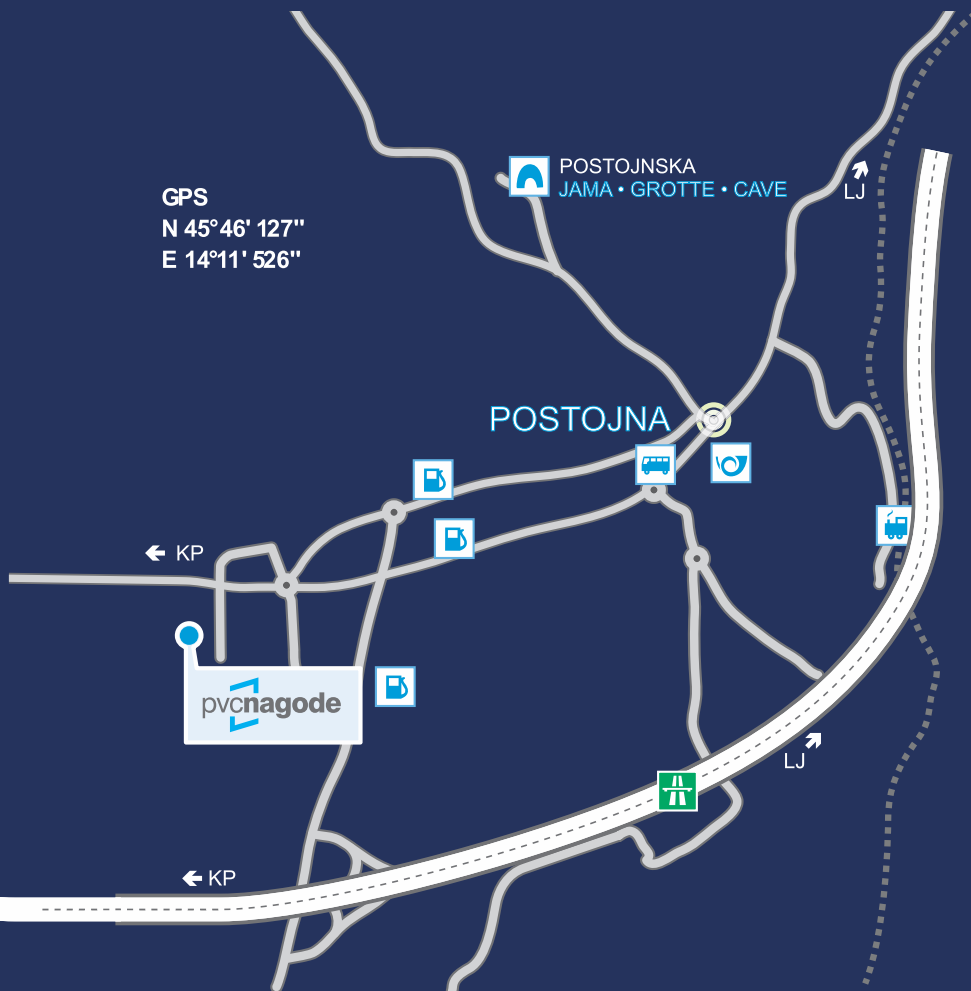 POSTOJNSKA
JAMA • GROTTE • CAVE
LJ
GPS
N 45°46' 127"
E 14°11' 526"
POSTOJNA
KP
pvcnagode
LJ
KP